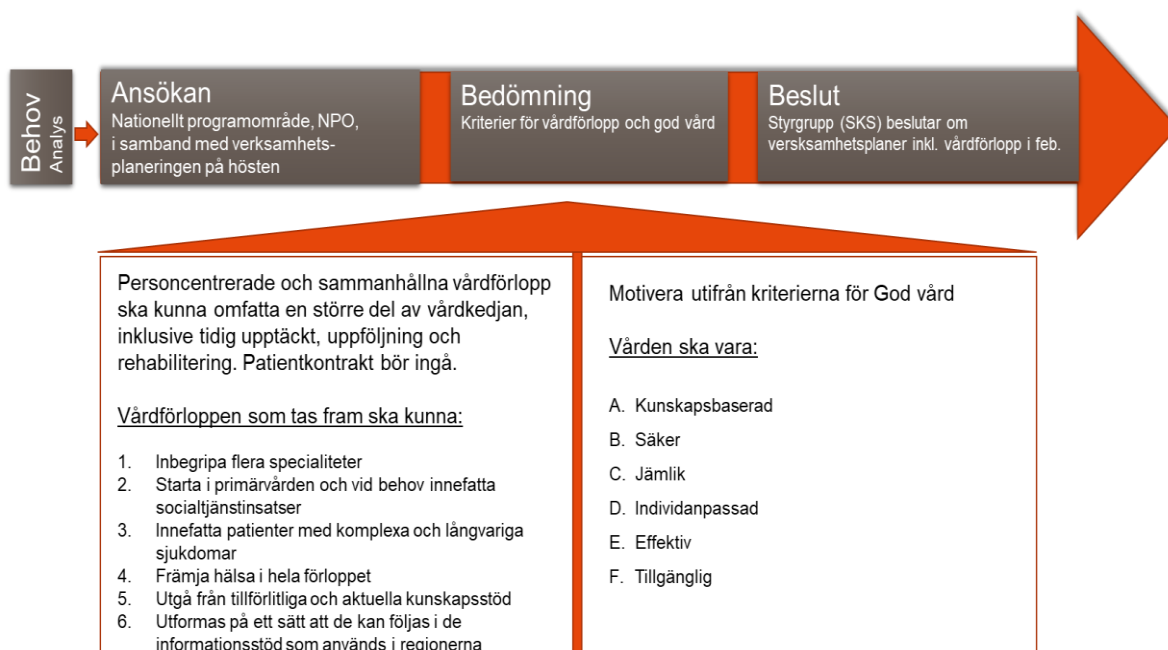 Behov
Analys
Ansökan
Nationellt programområde, NPO,
i samband med verksamhets-
planeringen på hösten
Bedömning
Kriterier för vårdförlopp och god vård
Beslut
Styrgrupp (SKS) beslutar om
versksamhetsplaner inkl. vårdförlopp i feb.
Personcentrerade och sammanhållna vårdförlopp
ska kunna omfatta en större del av vårdkedjan,
inklusive tidig upptäckt, uppföljning och
rehabilitering. Patientkontrakt bör ingå.
Vårdförloppen som tas fram ska kunna:
1. Inbegripa flera specialiteter
2. Starta i primärvården och vid behov innefatta
socialtjänstinsatser
3. Innefatta patienter med komplexa och långvariga
sjukdomar
4. Främja hälsa i hela förloppet
5. Utgå från tillförlitliga och aktuella kunskapsstöd
6. Utformas på ett sätt att de kan följas i de
informationsstöd som används i regionerna
Motivera utifrån kriterierna för God vård
Vården ska vara:
A. Kunskapsbaserad
B. Säker
C. Jämlik
D. Individanpassad
E. Effektiv
F. Tillgänglig